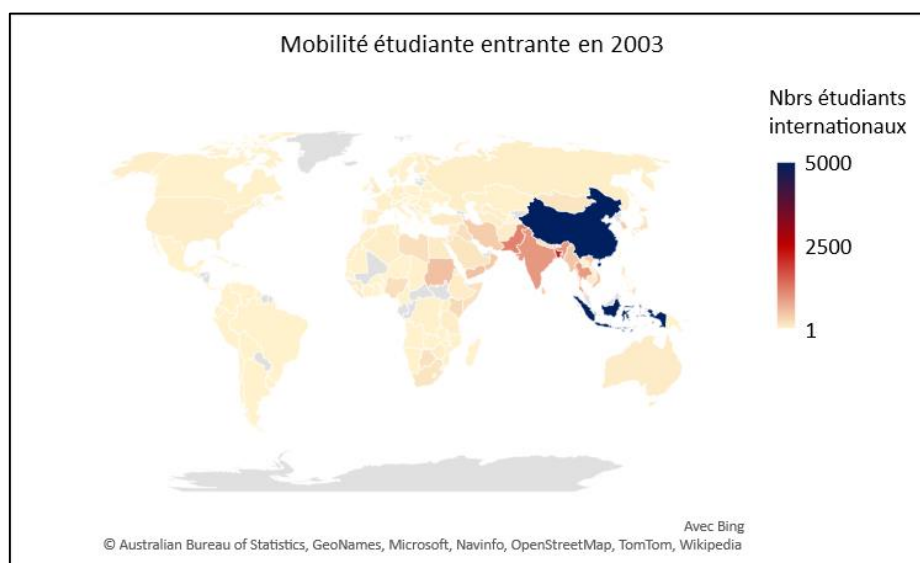 Mobilité étudiante entrante en 2003
Nbrs étudiants
internationaux
5000
2500
1
Avec Bing
© Australian Bureau of Statistics, GeoNames, Microsoft, Navinfo, OpenStreetMap, TomTom, Wikipedia